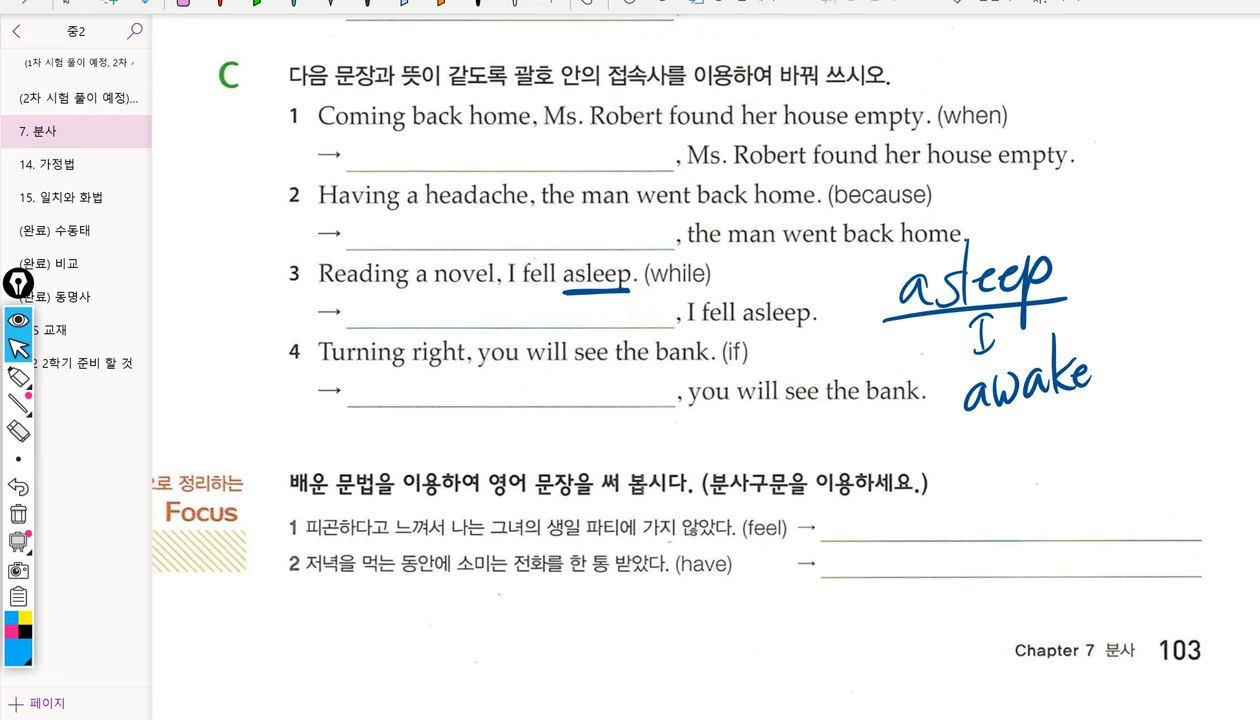 중2
(1차 시험 풀이 예정, 2차
(2차 시험 풀이 예정)...
7. 분사
14. 가정법
15. 일치와 화법
(완료) 수동태
(완료) 비교
료) 동명사
S 교재
2 2학기 준비 할 것
페이지
C 다음 문장과 뜻이 같도록 괄호 안의 접속사를 이용하여 바꿔 쓰시오.
1 Coming back home, Ms. Robert found her house empty. (when)
→ , Ms. Robert found her house empty.
2 Having a headache, the man went back home. (because)
→ , the man went back home.
3 Reading a novel, I fell asleep. (while)
→ , I fell asleep.
4 Turning right, you will see the bank. (if)
→ , you will see the bank.
asleep
awake
로 정리하는
Focus
배운 문법을 이용하여 영어 문장을 써 봅시다. (분사구문을 이용하세요.)
1 피곤하다고 느껴서 나는 그녀의 생일 파티에 가지 않았다. (feel) →
2 저녁을 먹는 동안에 소미는 전화를 한 통 받았다. (have) →
Chapter 7 분사 103